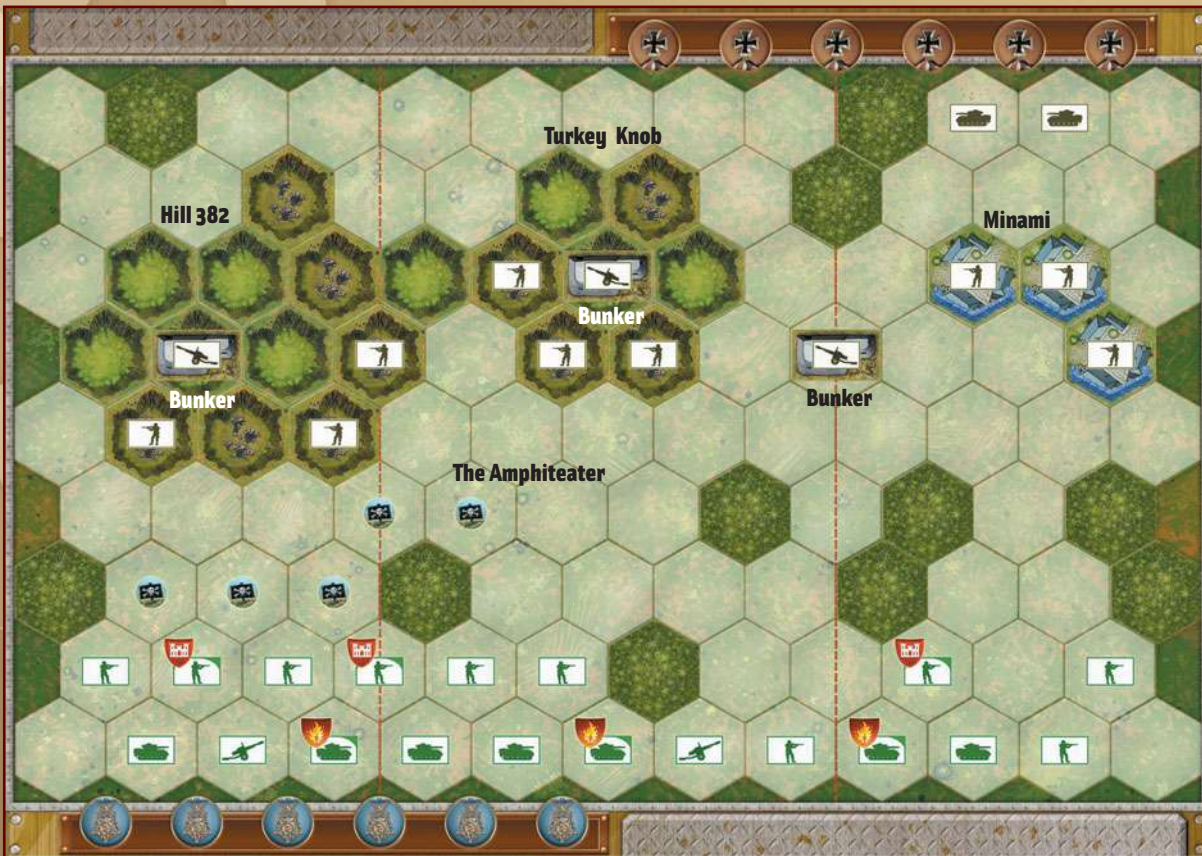 Turkey Knob
Hill 382
Minami
Bunker
Bunker
Bunker
The Amphiteater